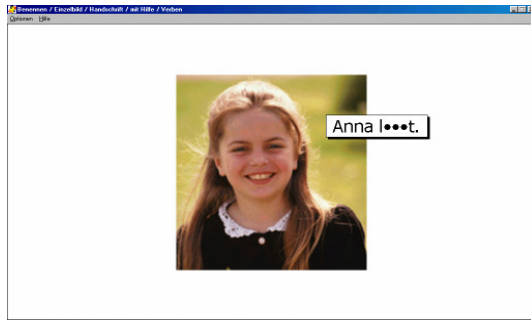 Benennen / Einzelbild / Handschrift / mit Hilfe / Verben
Optionen Hilfe
Anna l●●●t.